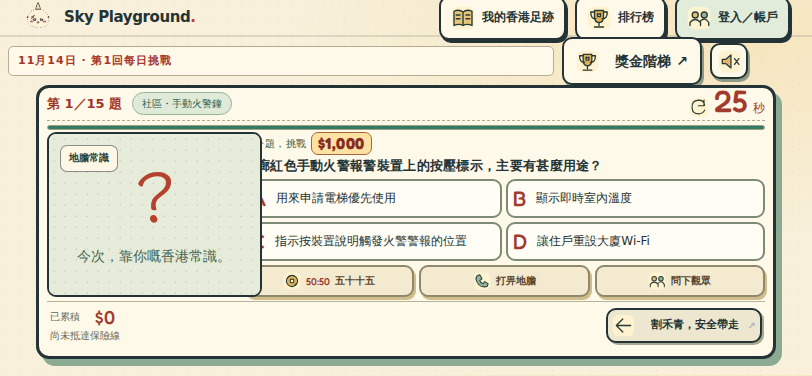 Sky Playground.
我的香港足跡
排行榜
登入／帳戶
11月14日 · 第1回每日挑戰
獎金階梯 ↗
第 1／15 題
社區 · 手動火警鐘
25 秒
地膽常識
?
今次，靠你嘅香港常識。
題，挑戰 $1,000
廊紅色手動火警報警裝置上的按壓標示，主要有甚麼用途？
用來申請電梯優先使用
B 顯示即時室內溫度
指示按裝置說明觸發火警警報的位置
D 讓住戶重設大廈Wi-Fi
50:50 五十十五
打畀地膽
問下觀眾
已累積 $0
尚未抵達保險線
割禾青，安全帶走 ↗